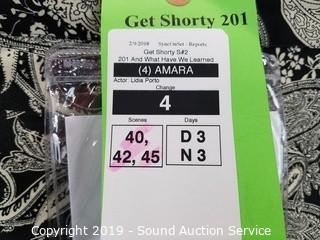 Get Shorty 201
2/9/2018 SyncOnSet - Reports
Get Shorty S#2
201 And What Have We Learned
(4) AMARA
Actor: Lidia Porto
Change
4
Scenes
Days
40,
42, 45
D 3
N 3
Copyright 2019 - Sound Auction Service